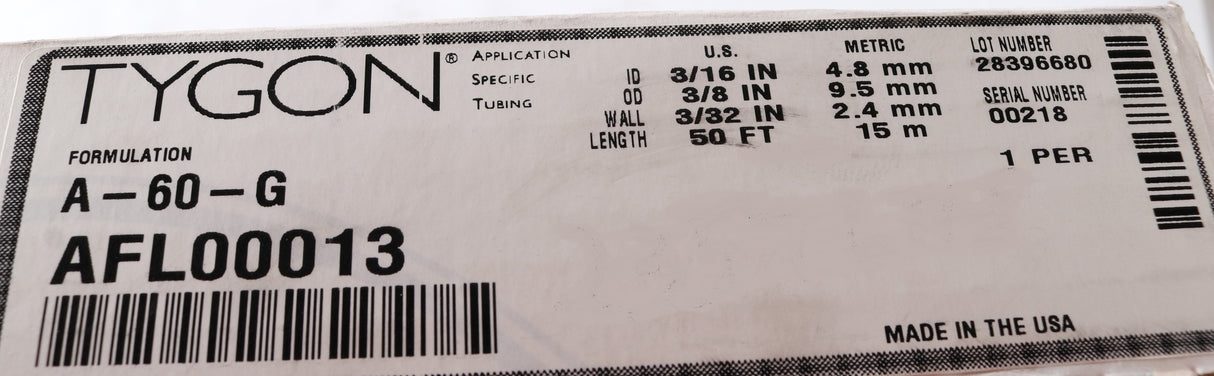 TYGON® APPLICATION SPECIFIC TUBING
FORMULATION
A-60-G
AFL00013
U.S. METRIC
ID 3/16 IN 4.8 mm
OD 3/8 IN 9.5 mm
WALL 3/32 IN 2.4 mm
LENGTH 50 FT 15 m
LOT NUMBER
28396680
SERIAL NUMBER
00218
1 PER
MADE IN THE USA